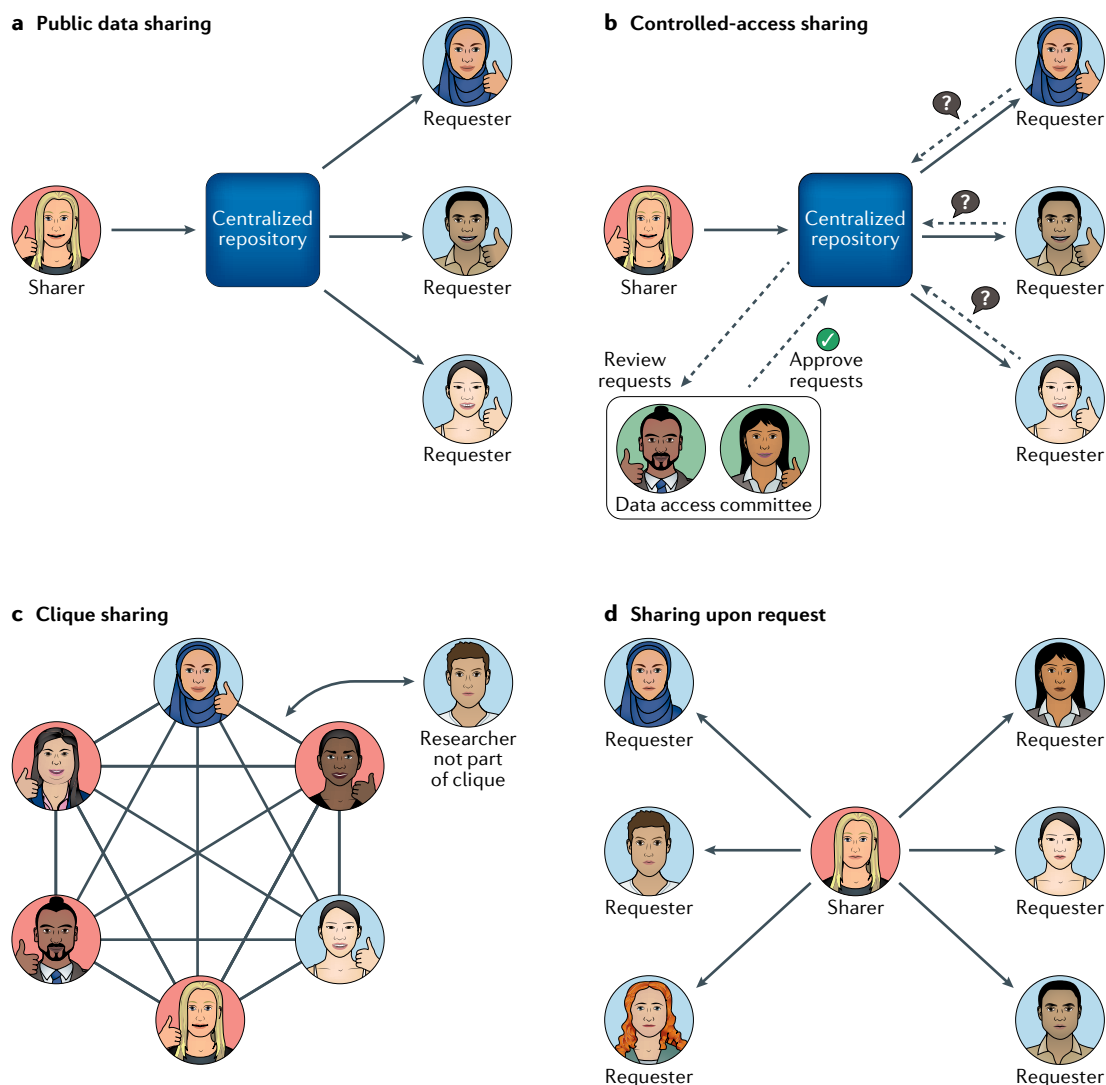 a Public data sharing
Requester
Centralized
repository
Sharer
Requester
Requester
b Controlled-access sharing
?
Requester
?
Centralized
repository
Sharer
Requester
?
Review
requests
✓
Approve
requests
Requester
Data access committee
c Clique sharing
Researcher
not part
of clique
d Sharing upon request
Requester
Requester
Requester
Sharer
Requester
Requester
Requester